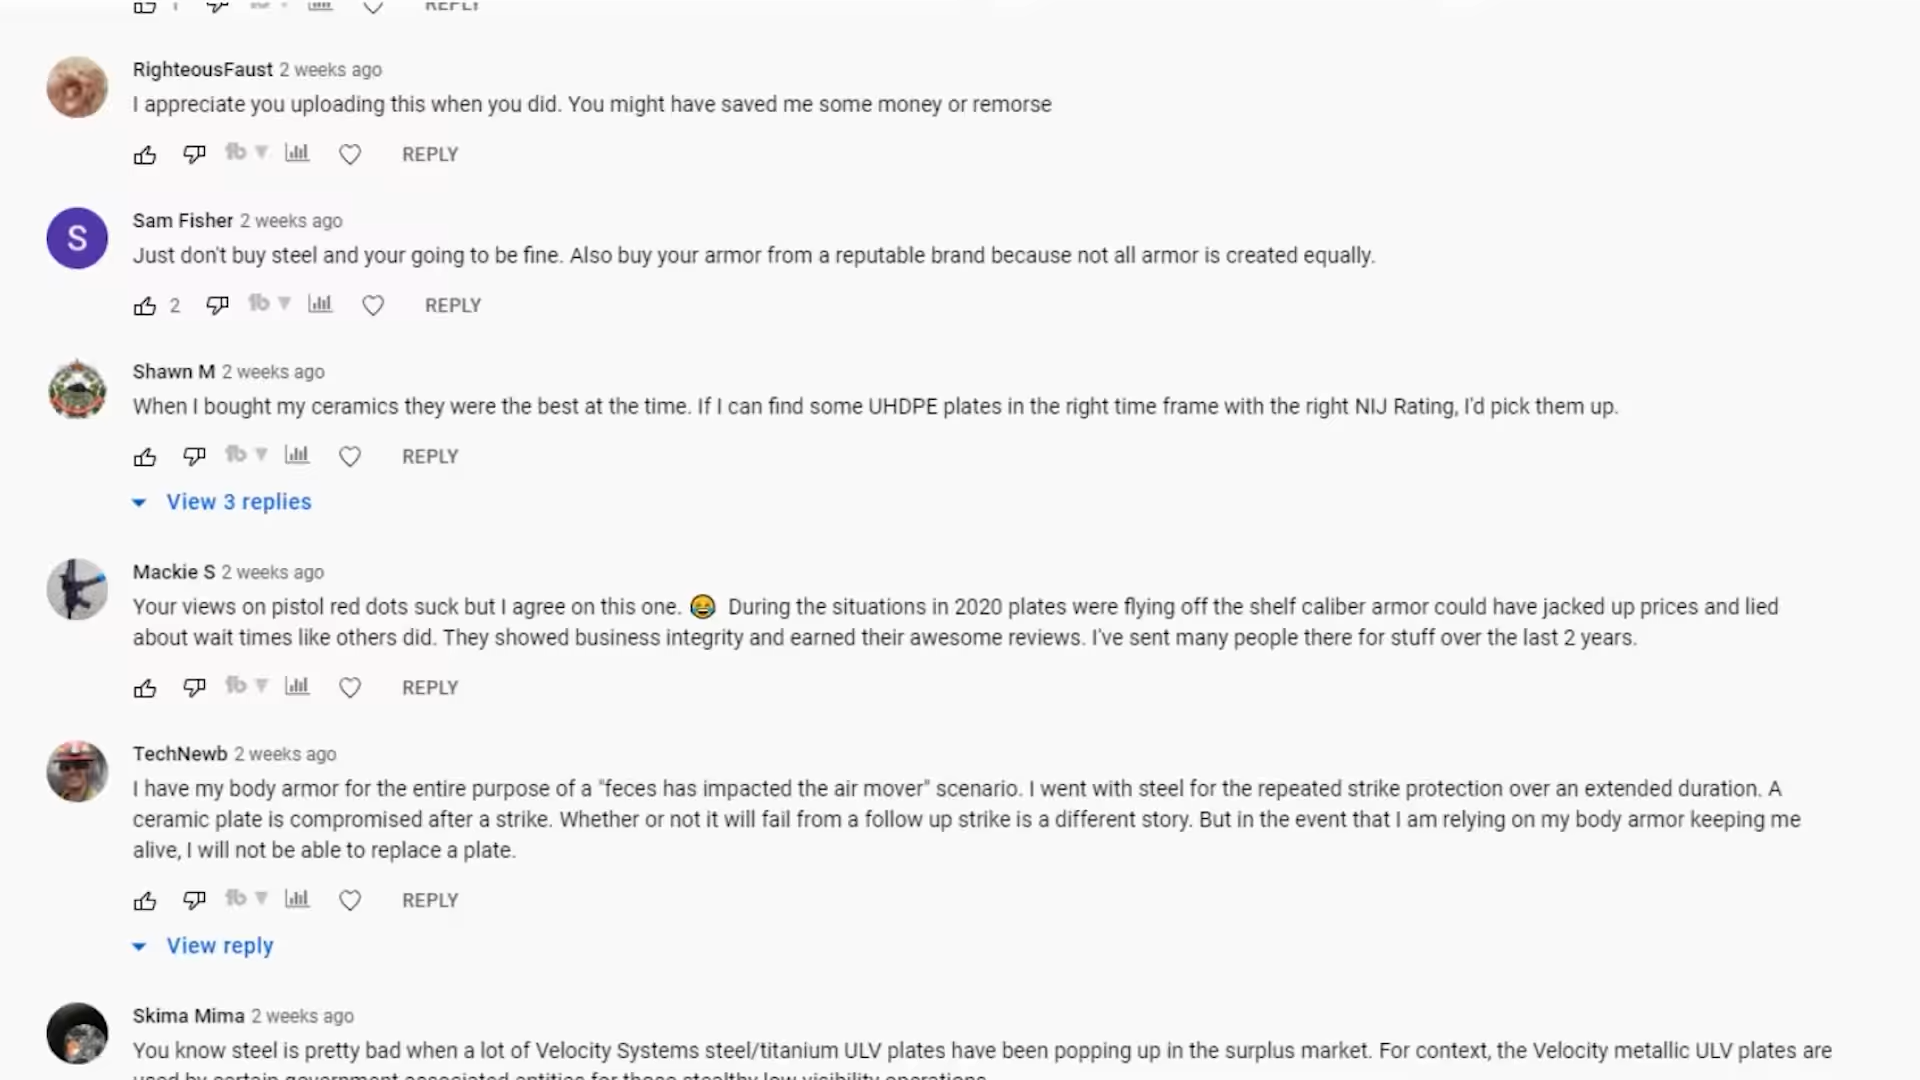 REPLY
RighteousFaust 2 weeks ago
I appreciate you uploading this when you did. You might have saved me some money or remorse
REPLY
S
Sam Fisher 2 weeks ago
Just don't buy steel and your going to be fine. Also buy your armor from a reputable brand because not all armor is created equally.
2 REPLY
Shawn M 2 weeks ago
When I bought my ceramics they were the best at the time. If I can find some UHDPE plates in the right time frame with the right NIJ Rating, I'd pick them up.
REPLY
View 3 replies
Mackie S 2 weeks ago
Your views on pistol red dots suck but I agree on this one. 😂 During the situations in 2020 plates were flying off the shelf caliber armor could have jacked up prices and lied
about wait times like others did. They showed business integrity and earned their awesome reviews. I've sent many people there for stuff over the last 2 years.
REPLY
TechNewb 2 weeks ago
I have my body armor for the entire purpose of a "feces has impacted the air mover" scenario. I went with steel for the repeated strike protection over an extended duration. A
ceramic plate is compromised after a strike. Whether or not it will fail from a follow up strike is a different story. But in the event that I am relying on my body armor keeping me
alive, I will not be able to replace a plate.
REPLY
View reply
Skima Mima 2 weeks ago
You know steel is pretty bad when a lot of Velocity Systems steel/titanium ULV plates have been popping up in the surplus market. For context, the Velocity metallic ULV plates are
used by certain government associated entities for those stealthy low visibility operations